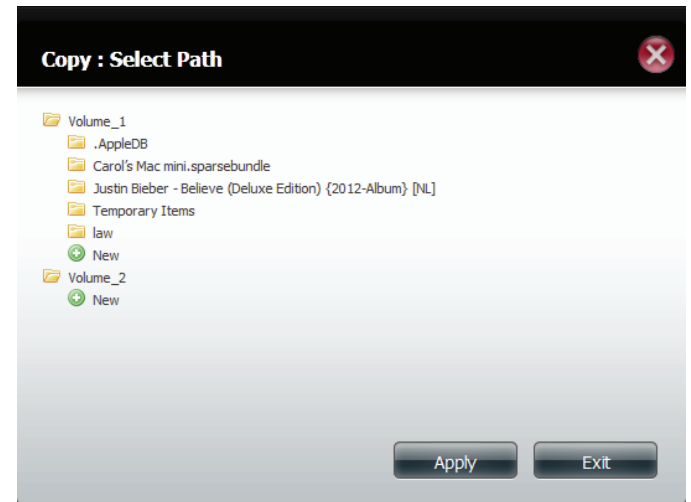 Copy : Select Path
Volume_1
.AppleDB
Carol's Mac mini.sparsebundle
Justin Bieber - Believe (Deluxe Edition) {2012-Album} [NL]
Temporary Items
law
New
Volume_2
New
Apply Exit